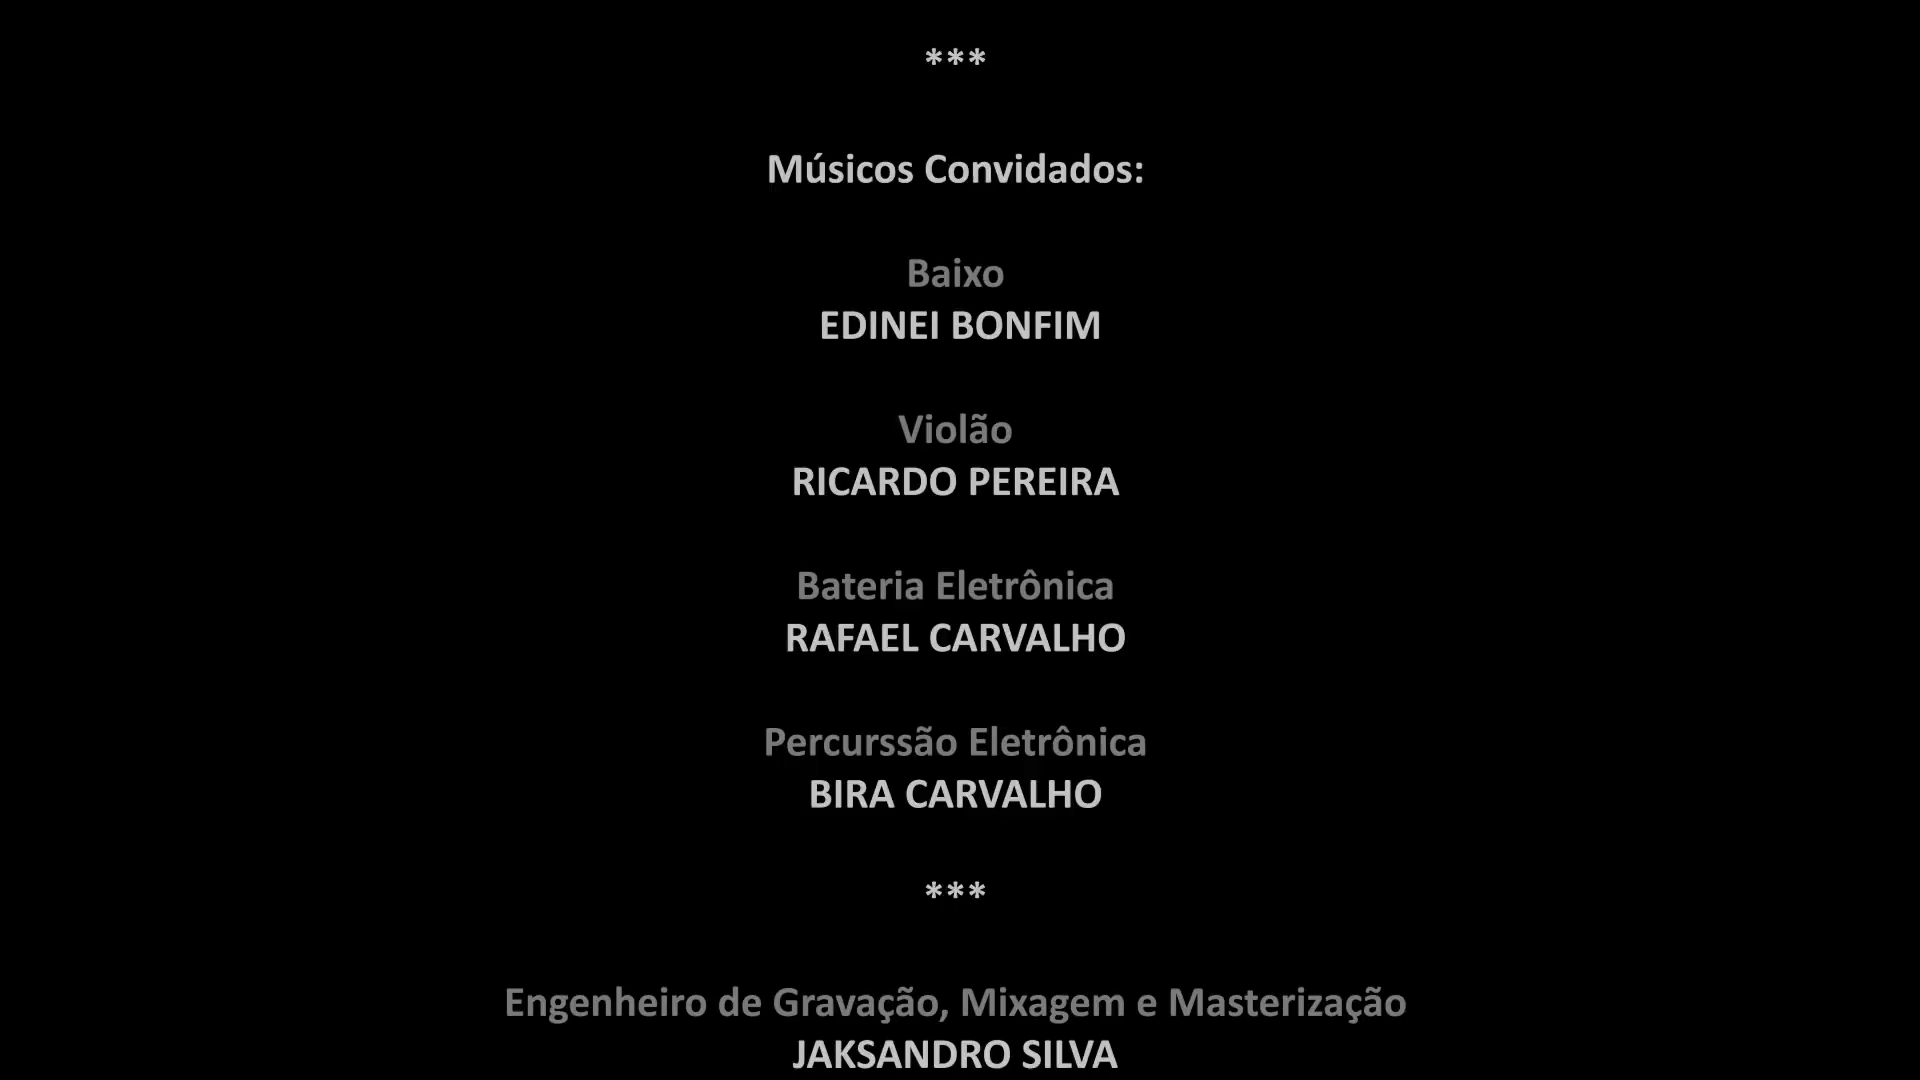 ***
Músicos Convidados:
Baixo
EDINEI BONFIM
Violão
RICARDO PEREIRA
Bateria Eletrônica
RAFAEL CARVALHO
Percurssão Eletrônica
BIRA CARVALHO
***
Engenheiro de Gravação, Mixagem e Masterização
JAKSANDRO SILVA